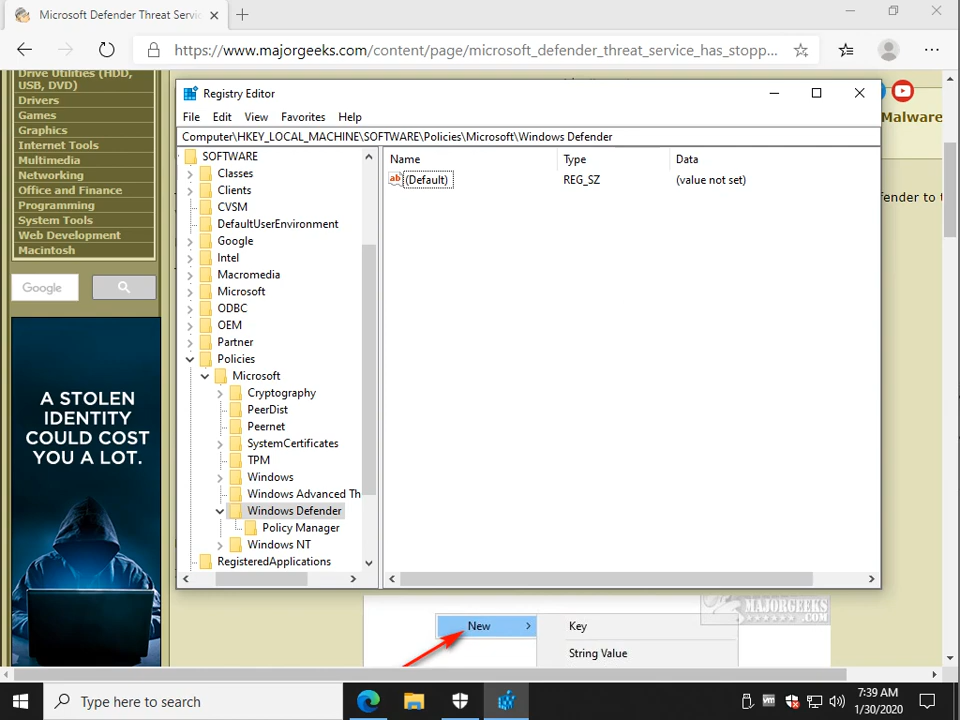 Microsoft Defender Threat Servi
https://www.majorgeeks.com/content/page/microsoft_defender_threat_service_has_stopp...
Drive Utilities (HDD,
USB, DVD)
Drivers
Games
Graphics
Internet Tools
Multimedia
Networking
Office and Finance
Programming
System Tools
Web Development
Macintosh
Google
A STOLEN
IDENTITY
COULD COST
YOU A LOT.
Malware
fender to t
Registry Editor
File Edit View Favorites Help
Computer\HKEY_LOCAL_MACHINE\SOFTWARE\Policies\Microsoft\Windows Defender
SOFTWARE
Classes
Clients
CVSM
DefaultUserEnvironment
Google
Intel
Macromedia
Microsoft
ODBC
OEM
Partner
Policies
Microsoft
Cryptography
PeerDist
Peernet
SystemCertificates
TPM
Windows
Windows Advanced Th
Windows Defender
Policy Manager
Windows NT
RegisteredApplications
Name Type Data
ab (Default) REG_SZ (value not set)
MAJORGEEKS
.COM
New Key
String Value
Type here to search
vm
7:39 AM
1/30/2020